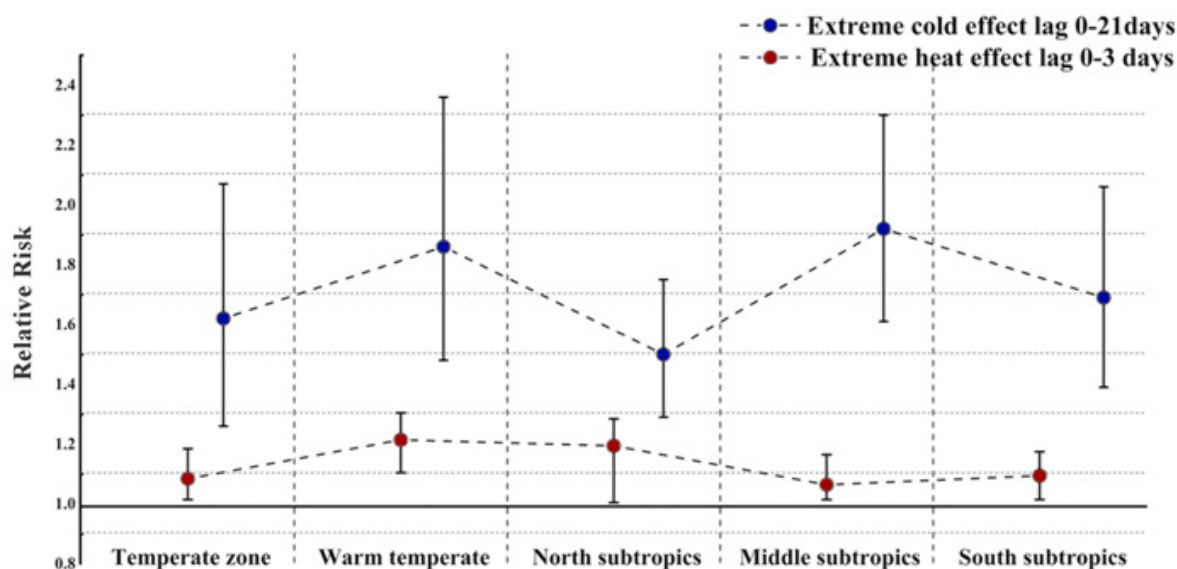 Extreme cold effect lag 0-21days
Extreme heat effect lag 0-3 days
Relative Risk
2.4
2.2
2.0
1.8
1.6
1.4
1.2
1.0
0.8
Temperate zone
Warm temperate
North subtropics
Middle subtropics
South subtropics